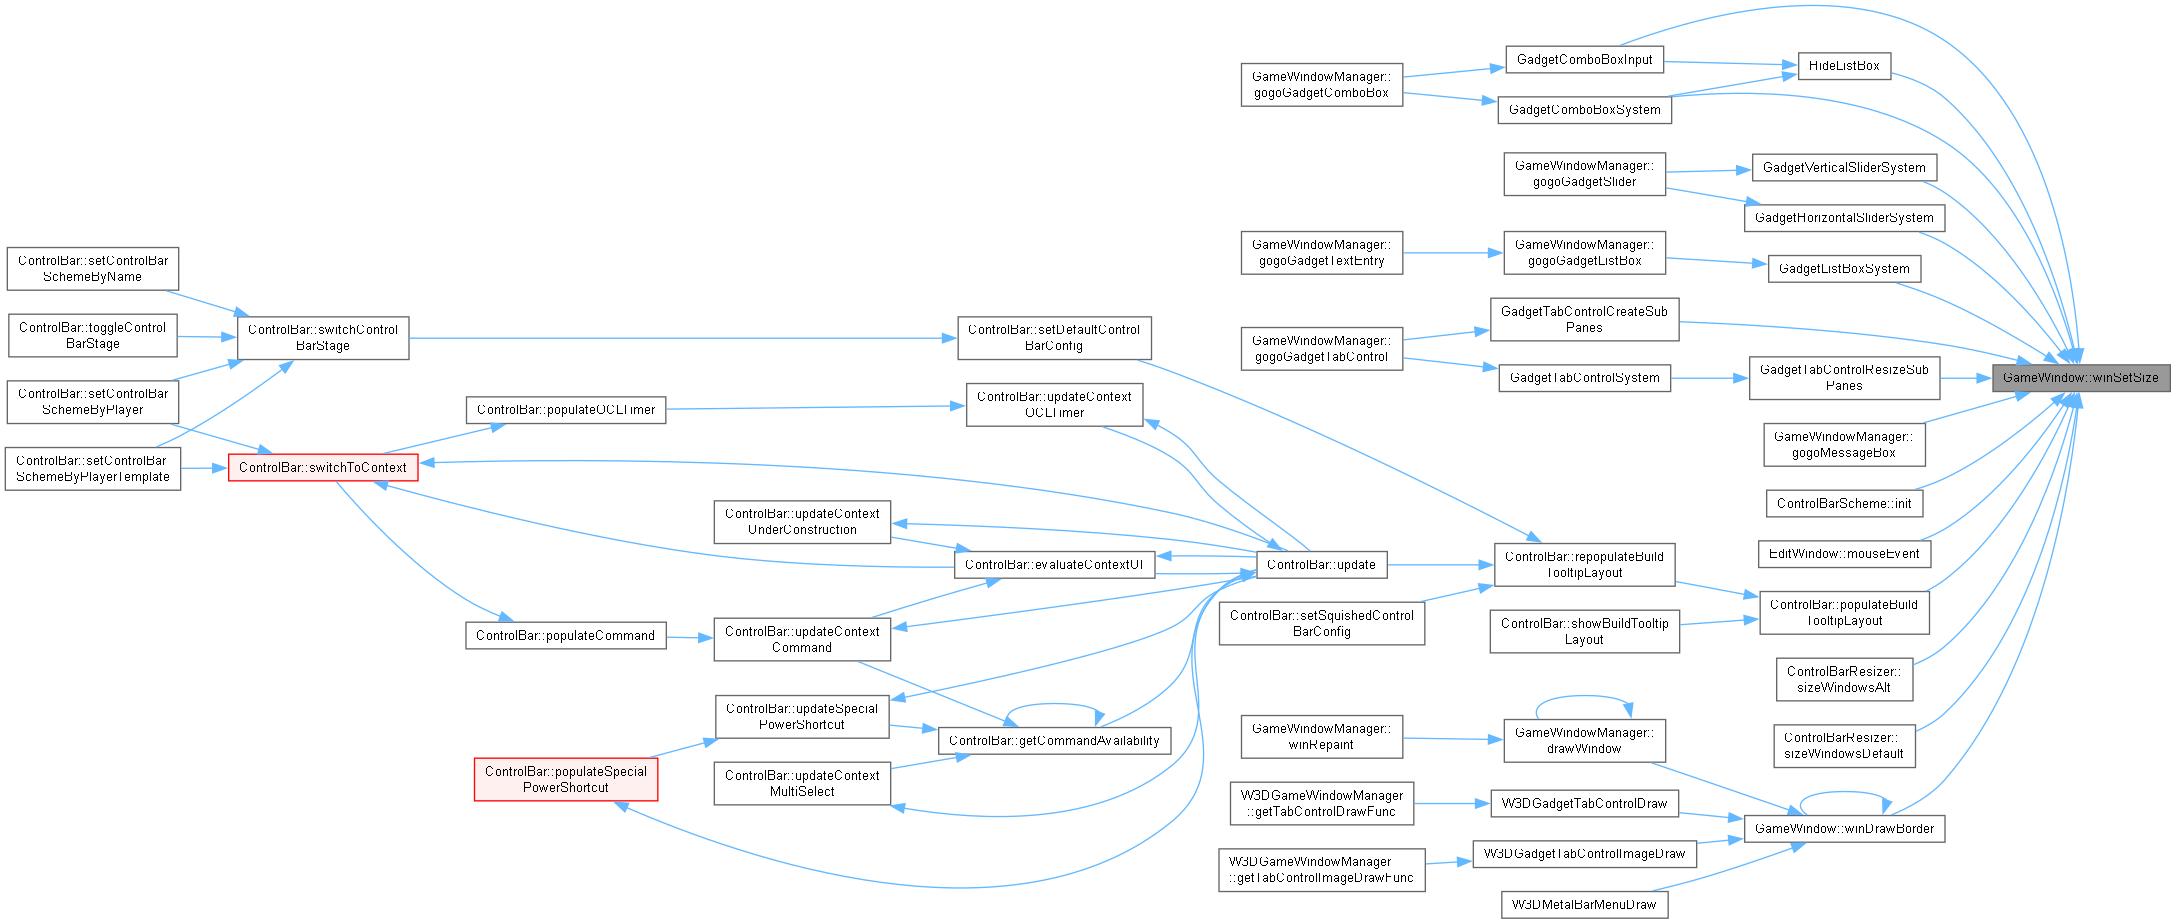 ControlBar::setControlBar
SchemeByName
ControlBar::toggleControl
BarStage
ControlBar::setControlBar
SchemeByPlayer
ControlBar::setControlBar
SchemeByPlayerTemplate
ControlBar::switchControl
BarStage
ControlBar::switchToContext
ControlBar::populateOCLTimer
ControlBar::populateCommand
ControlBar::populateSpecial
PowerShortcut
ControlBar::updateContext
UnderConstruction
ControlBar::updateContext
Command
ControlBar::updateSpecial
PowerShortcut
ControlBar::updateContext
MultiSelect
ControlBar::setDefaultControl
BarConfig
ControlBar::updateContext
OCLTimer
ControlBar::evaluateContextUI
ControlBar::getCommandAvailability
GameWindowManager::
gogoGadgetComboBox
GameWindowManager::
gogoGadgetTextEntry
GameWindowManager::
gogoGadgetTabControl
ControlBar::update
ControlBar::setSquishedControl
BarConfig
GameWindowManager::
winRepaint
W3DGameWindowManager
::getTabControlDrawFunc
W3DGameWindowManager
::getTabControlImageDrawFunc
GadgetComboBoxInput
GadgetComboBoxSystem
GameWindowManager::
gogoGadgetSlider
GameWindowManager::
gogoGadgetListBox
GadgetTabControlCreateSub
Panes
GadgetTabControlSystem
ControlBar::repopulateBuild
TooltipLayout
ControlBar::showBuildTooltip
Layout
GameWindowManager::
drawWindow
W3DGadgetTabControlDraw
W3DGadgetTabControlImageDraw
W3DMetalBarMenuDraw
HideListBox
GadgetVerticalSliderSystem
GadgetHorizontalSliderSystem
GadgetListBoxSystem
GadgetTabControlResizeSub
Panes
GameWindowManager::
gogoMessageBox
ControlBarScheme::init
EditWindow::mouseEvent
ControlBar::populateBuild
TooltipLayout
ControlBarResizer::
sizeWindowsAlt
ControlBarResizer::
sizeWindowsDefault
GameWindow::winDrawBorder
GameWindow::winSetSize